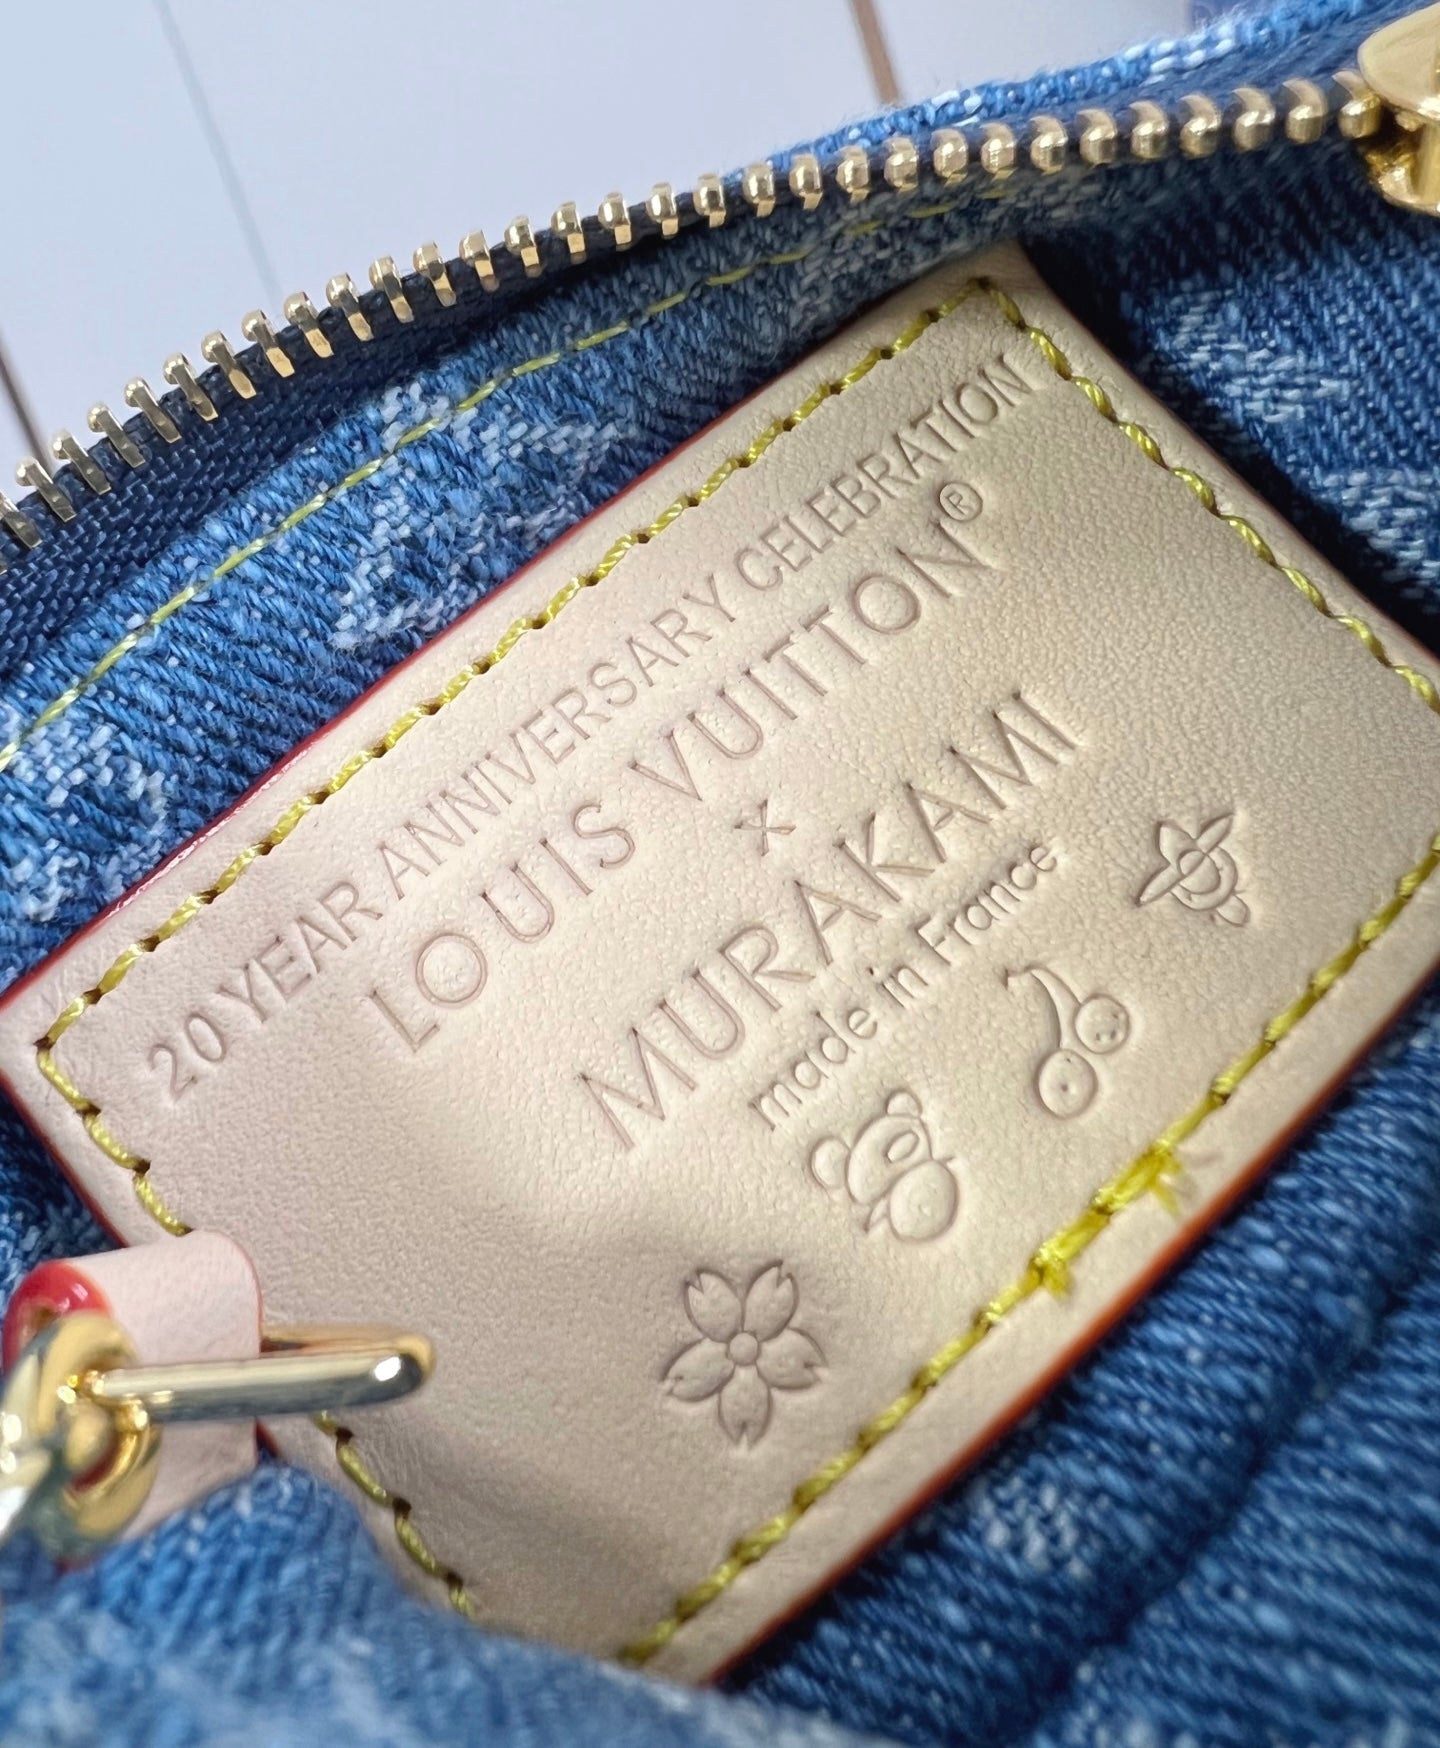 20 YEAR ANNIVERSARY CELEBRATION
LOUIS VUITTON®
X
MURAKAMI
made in France